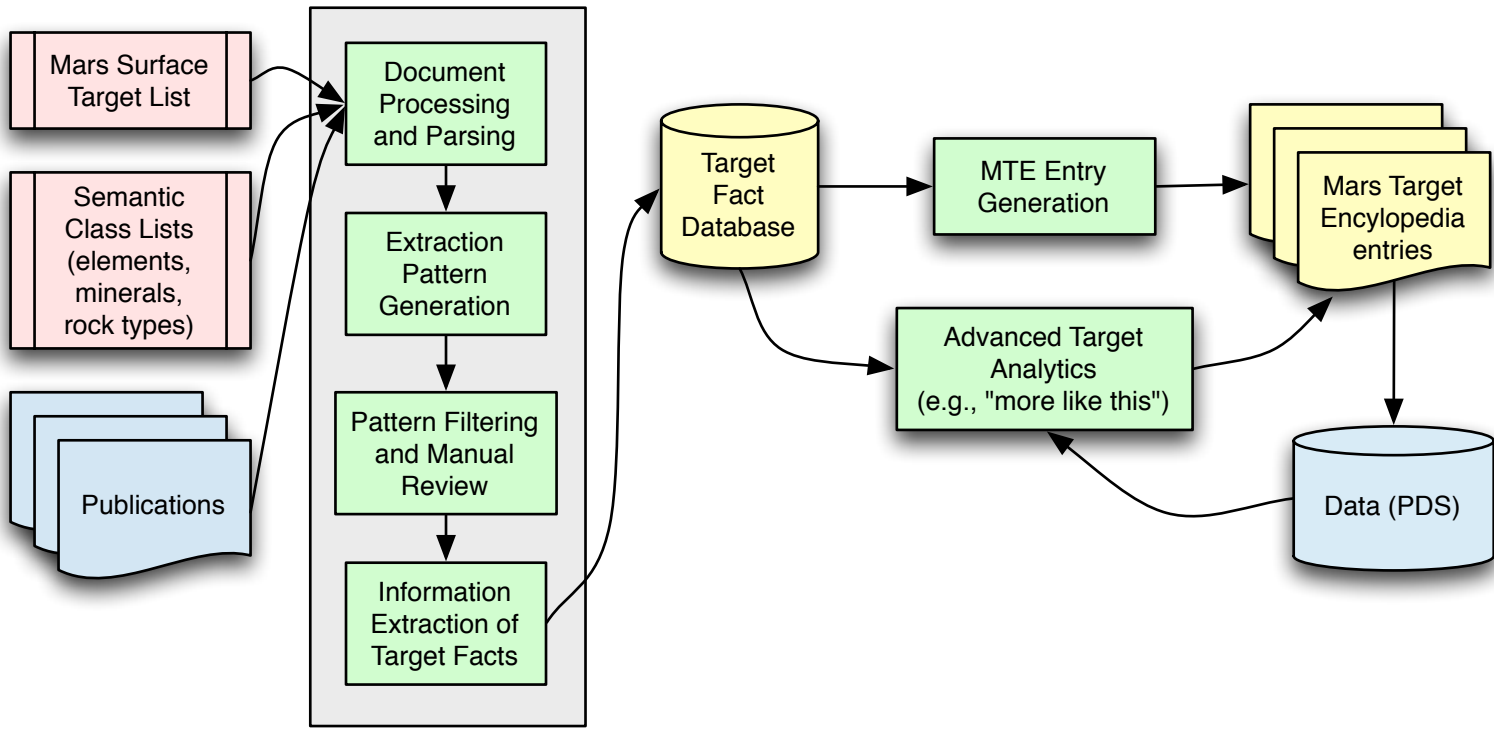 Mars Surface
Target List
Semantic
Class Lists
(elements,
minerals,
rock types)
Publications
Document
Processing
and Parsing
Extraction
Pattern
Generation
Pattern Filtering
and Manual
Review
Information
Extraction of
Target Facts
Target
Fact
Database
MTE Entry
Generation
Mars Target
Encylopedia
entries
Advanced Target
Analytics
(e.g., "more like this")
Data (PDS)